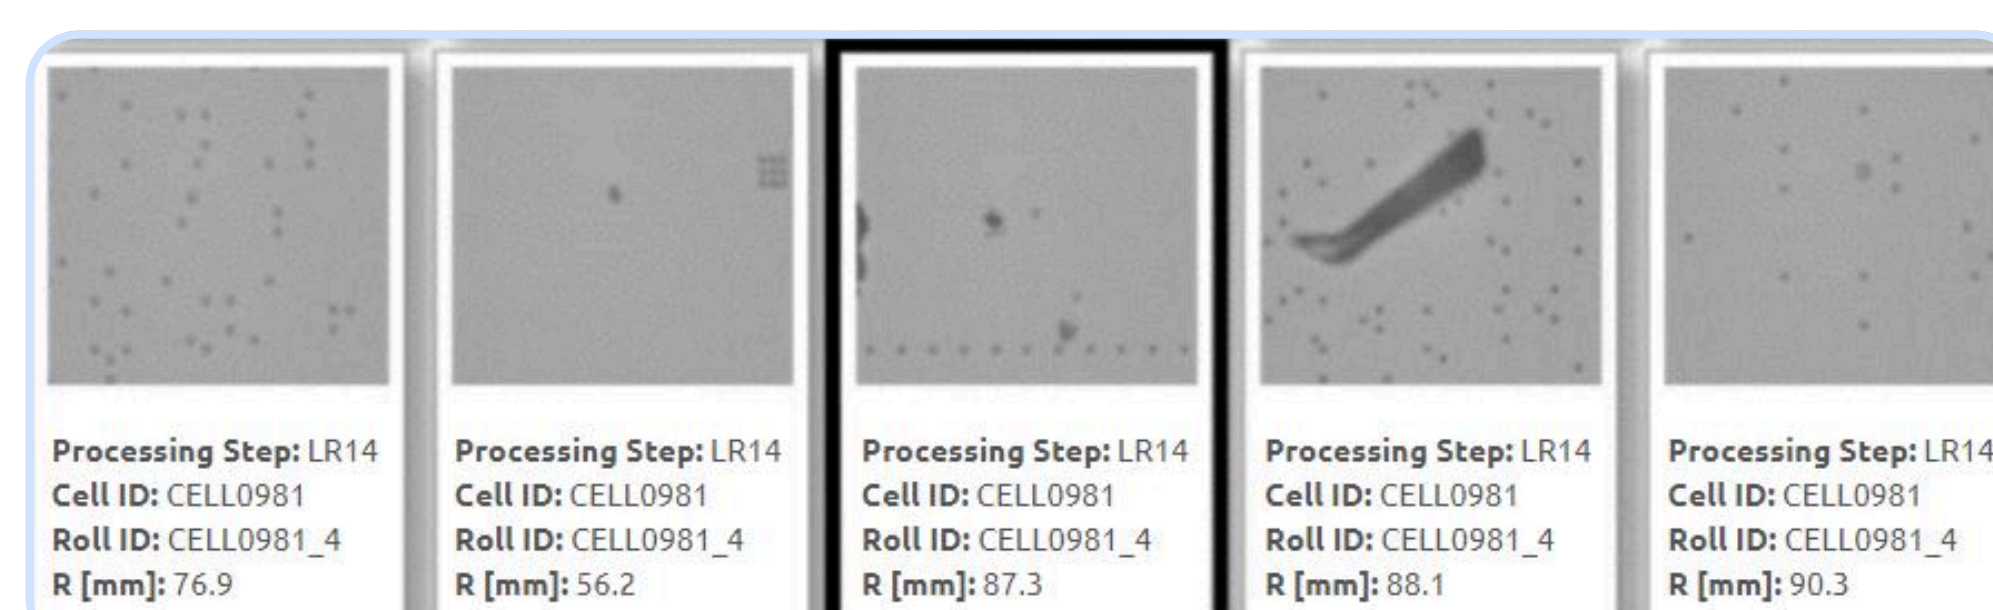 Processing Step: LR14
Cell ID: CELL0981
Roll ID: CELL0981_4
R [mm]: 76.9
Processing Step: LR14
Cell ID: CELL0981
Roll ID: CELL0981_4
R [mm]: 56.2
Processing Step: LR14
Cell ID: CELL0981
Roll ID: CELL0981_4
R [mm]: 87.3
Processing Step: LR14
Cell ID: CELL0981
Roll ID: CELL0981_4
R [mm]: 88.1
Processing Step: LR14
Cell ID: CELL0981
Roll ID: CELL0981_4
R [mm]: 90.3